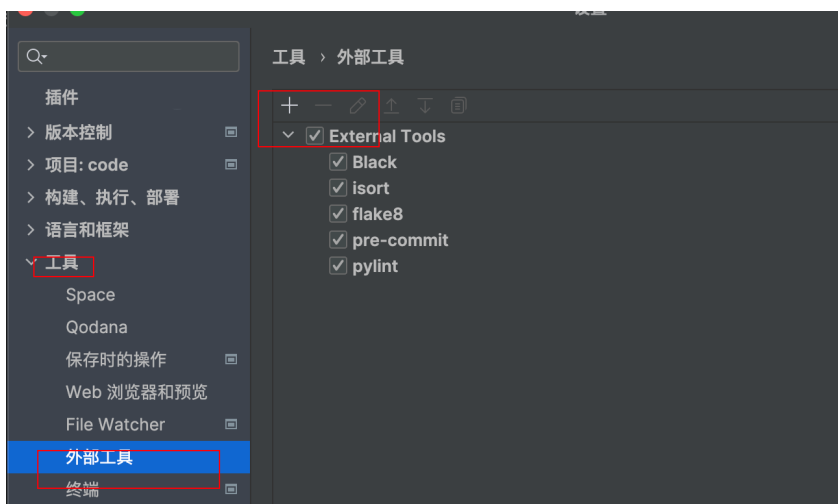 设置
工具 › 外部工具
插件
版本控制
项目: code
构建、执行、部署
语言和框架
工具
Space
Qodana
保存时的操作
Web 浏览器和预览
File Watcher
外部工具
终端
External Tools
Black
isort
flake8
pre-commit
pylint